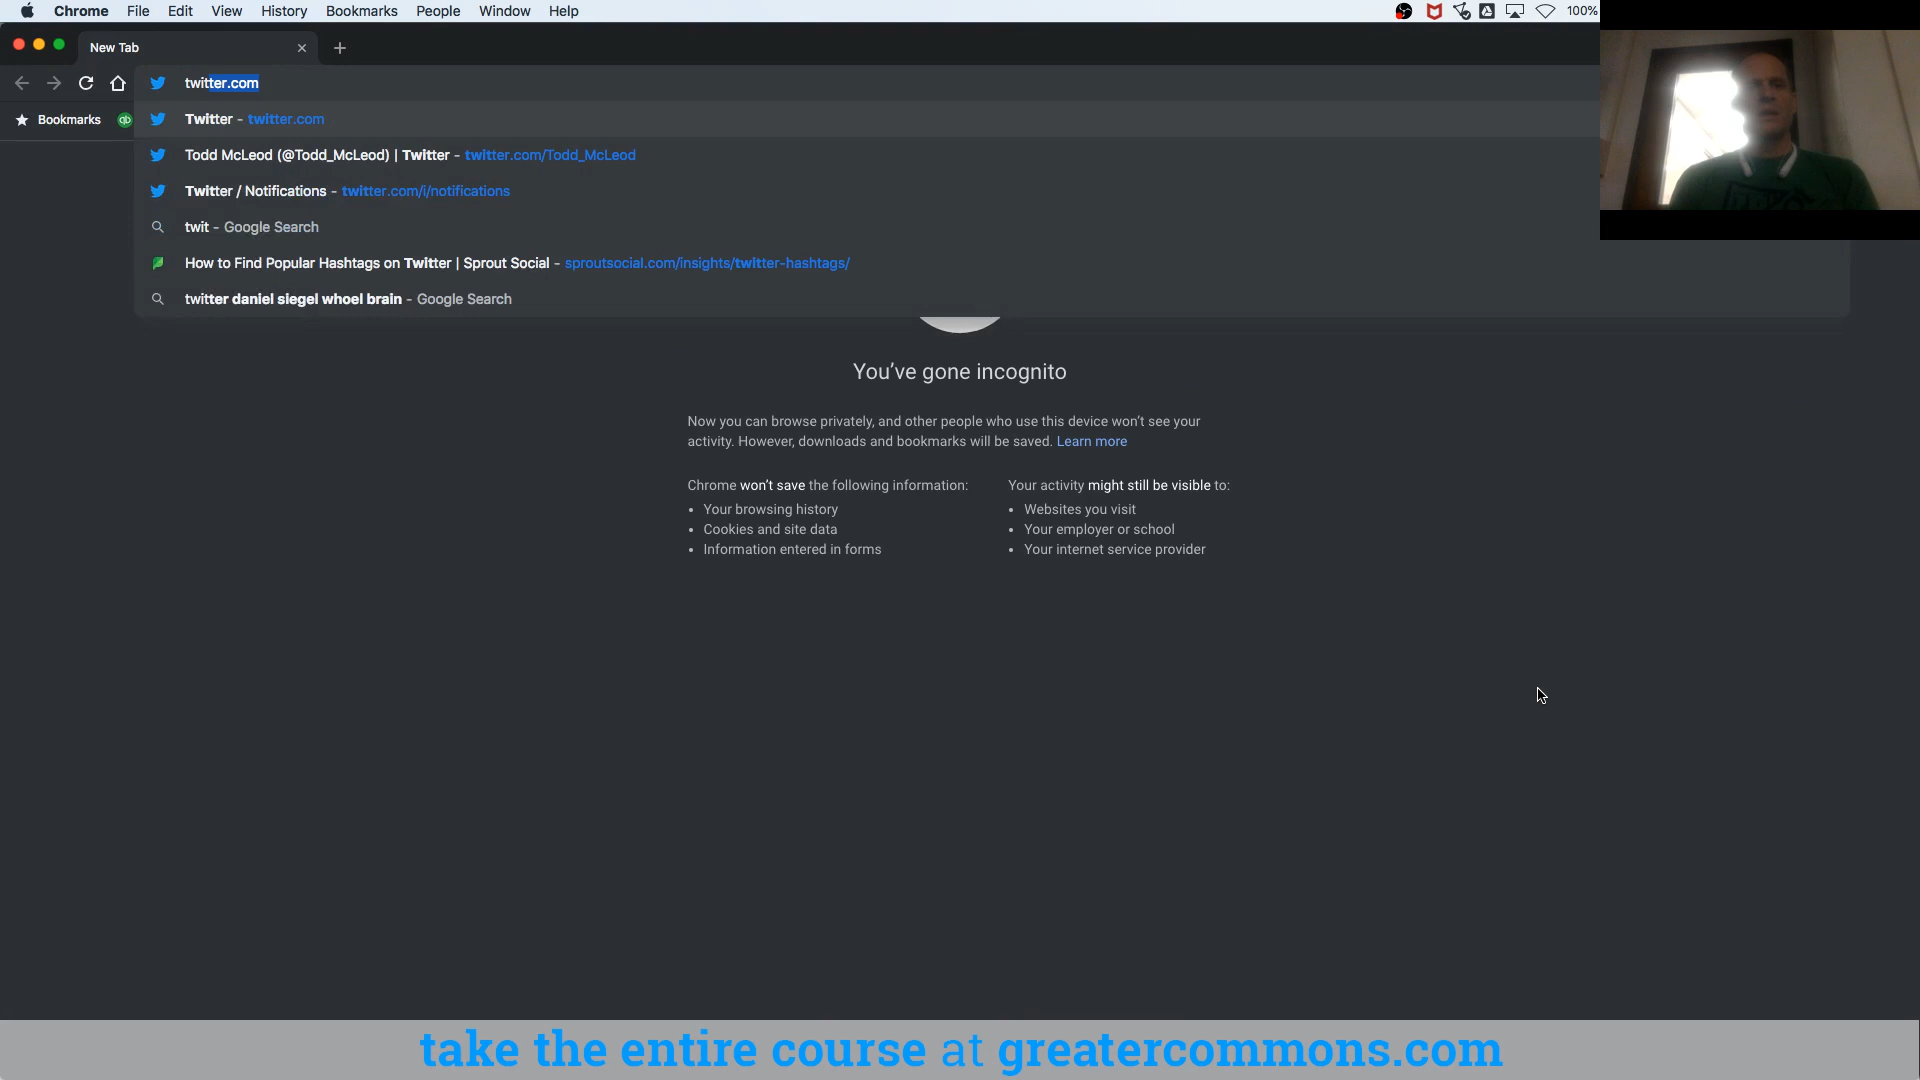 Chrome File Edit View History Bookmarks People Window Help 100%
New Tab
twitter.com
Bookmarks qb
Twitter - twitter.com
Todd McLeod (@Todd_McLeod) | Twitter - twitter.com/Todd_McLeod
Twitter / Notifications - twitter.com/i/notifications
twit - Google Search
How to Find Popular Hashtags on Twitter | Sprout Social - sproutsocial.com/insights/twitter-hashtags/
twitter daniel siegel whoel brain - Google Search
You've gone incognito
Now you can browse privately, and other people who use this device won't see your
activity. However, downloads and bookmarks will be saved. Learn more
Chrome won't save the following information:
• Your browsing history
• Cookies and site data
• Information entered in forms
Your activity might still be visible to:
• Websites you visit
• Your employer or school
• Your internet service provider
take the entire course at greatercommons.com